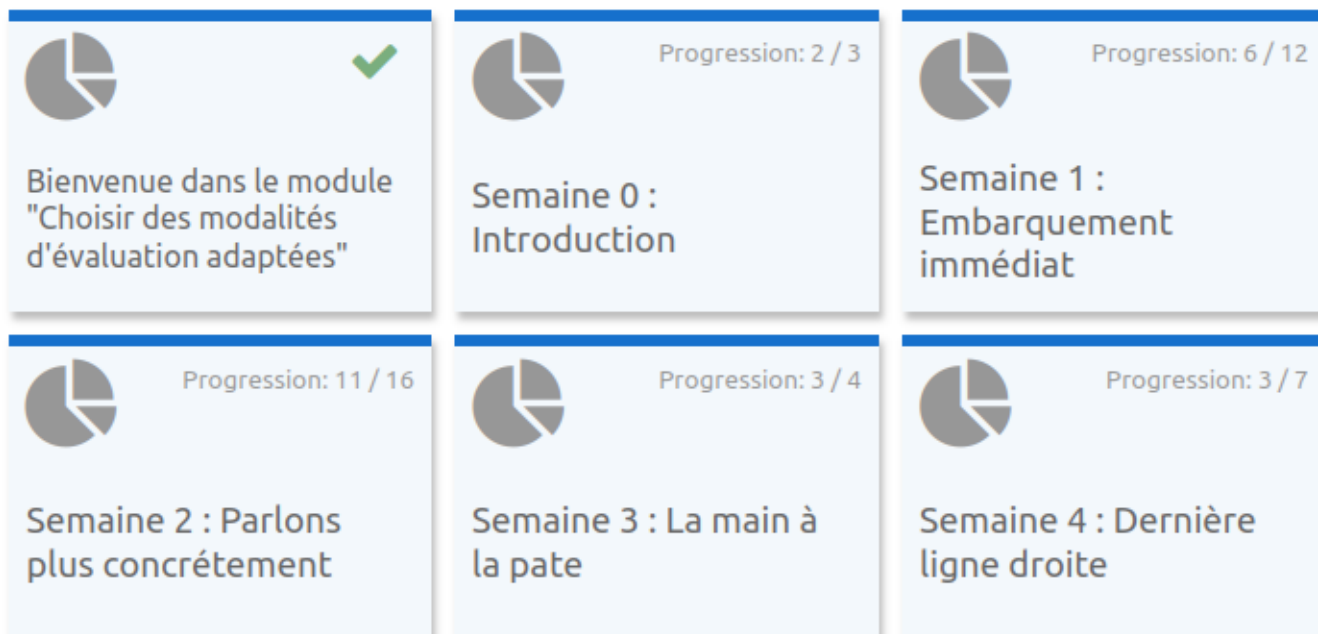 Bienvenue dans le module
"Choisir des modalités
d'évaluation adaptées"
Progression: 2 / 3
Semaine 0 :
Introduction
Progression: 6 / 12
Semaine 1 :
Embarquement
immédiat
Progression: 11 / 16
Semaine 2 : Parlons
plus concrétement
Progression: 3 / 4
Semaine 3 : La main à
la pate
Progression: 3 / 7
Semaine 4 : Dernière
ligne droite